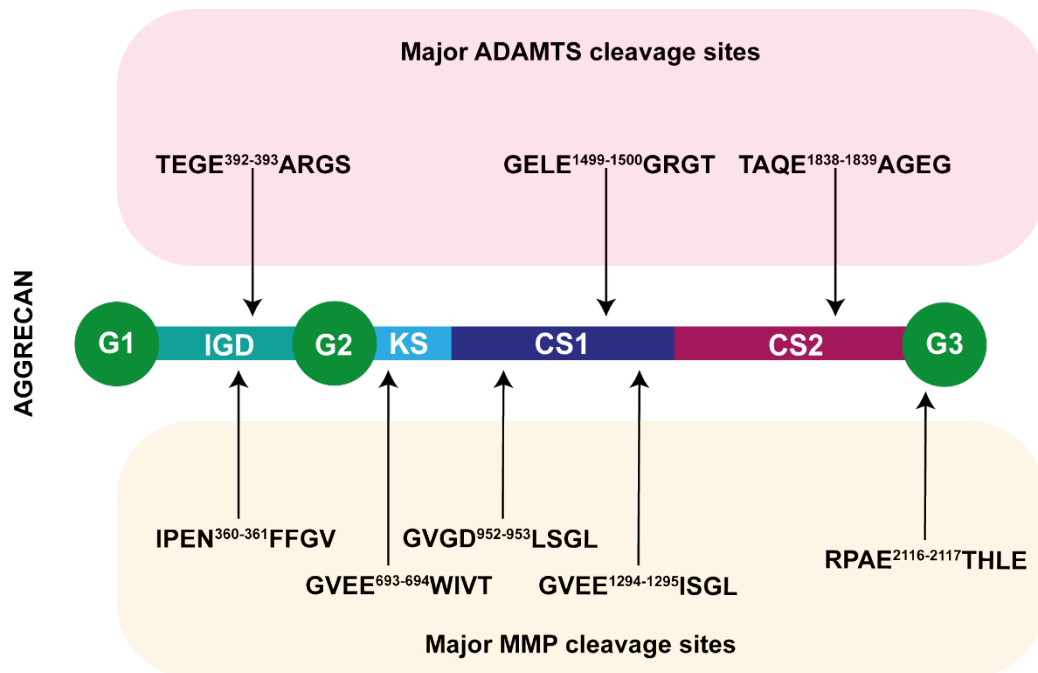 Major ADAMTS cleavage sites
TEGE³⁹²⁻³⁹³ARGS
GELE¹⁴⁹⁹⁻¹⁵⁰⁰GRGT
TAQE¹⁸³⁸⁻¹⁸³⁹AGEG
AGGRECAN
G1
IGD
G2
KS
CS1
CS2
G3
IPEN³⁶⁰⁻³⁶¹FFGV
GVGD⁹⁵²⁻⁹⁵³LSGL
RPAE²¹¹⁶⁻²¹¹⁷THLE
GVEE⁶⁹³⁻⁶⁹⁴WIVT
GVEE¹²⁹⁴⁻¹²⁹⁵ISGL
Major MMP cleavage sites